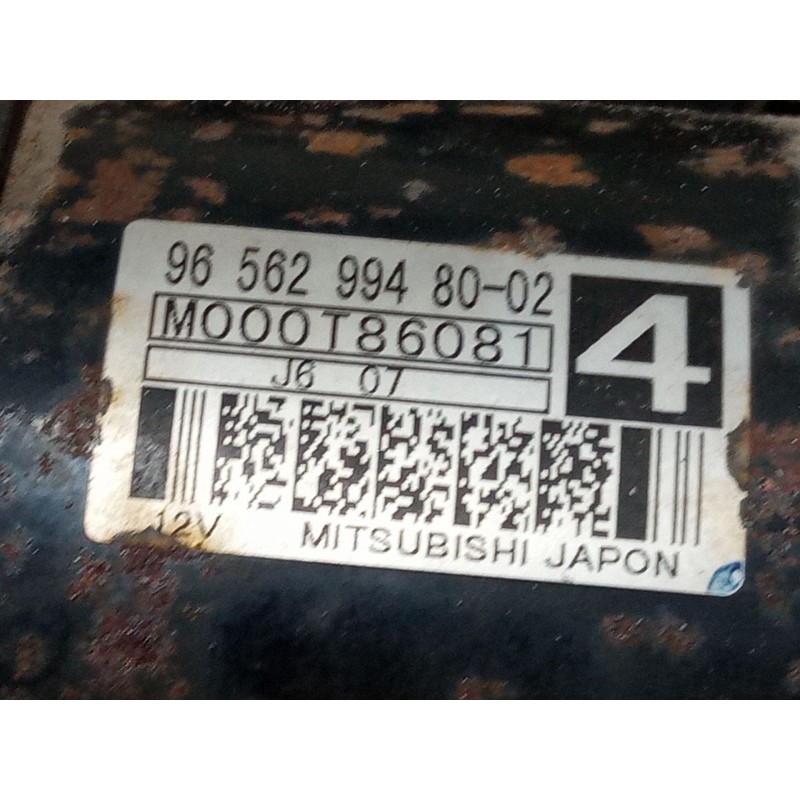 96 562 994 80-02
M000T86081
4
J6 07
12V
MITSUBISHI JAPON